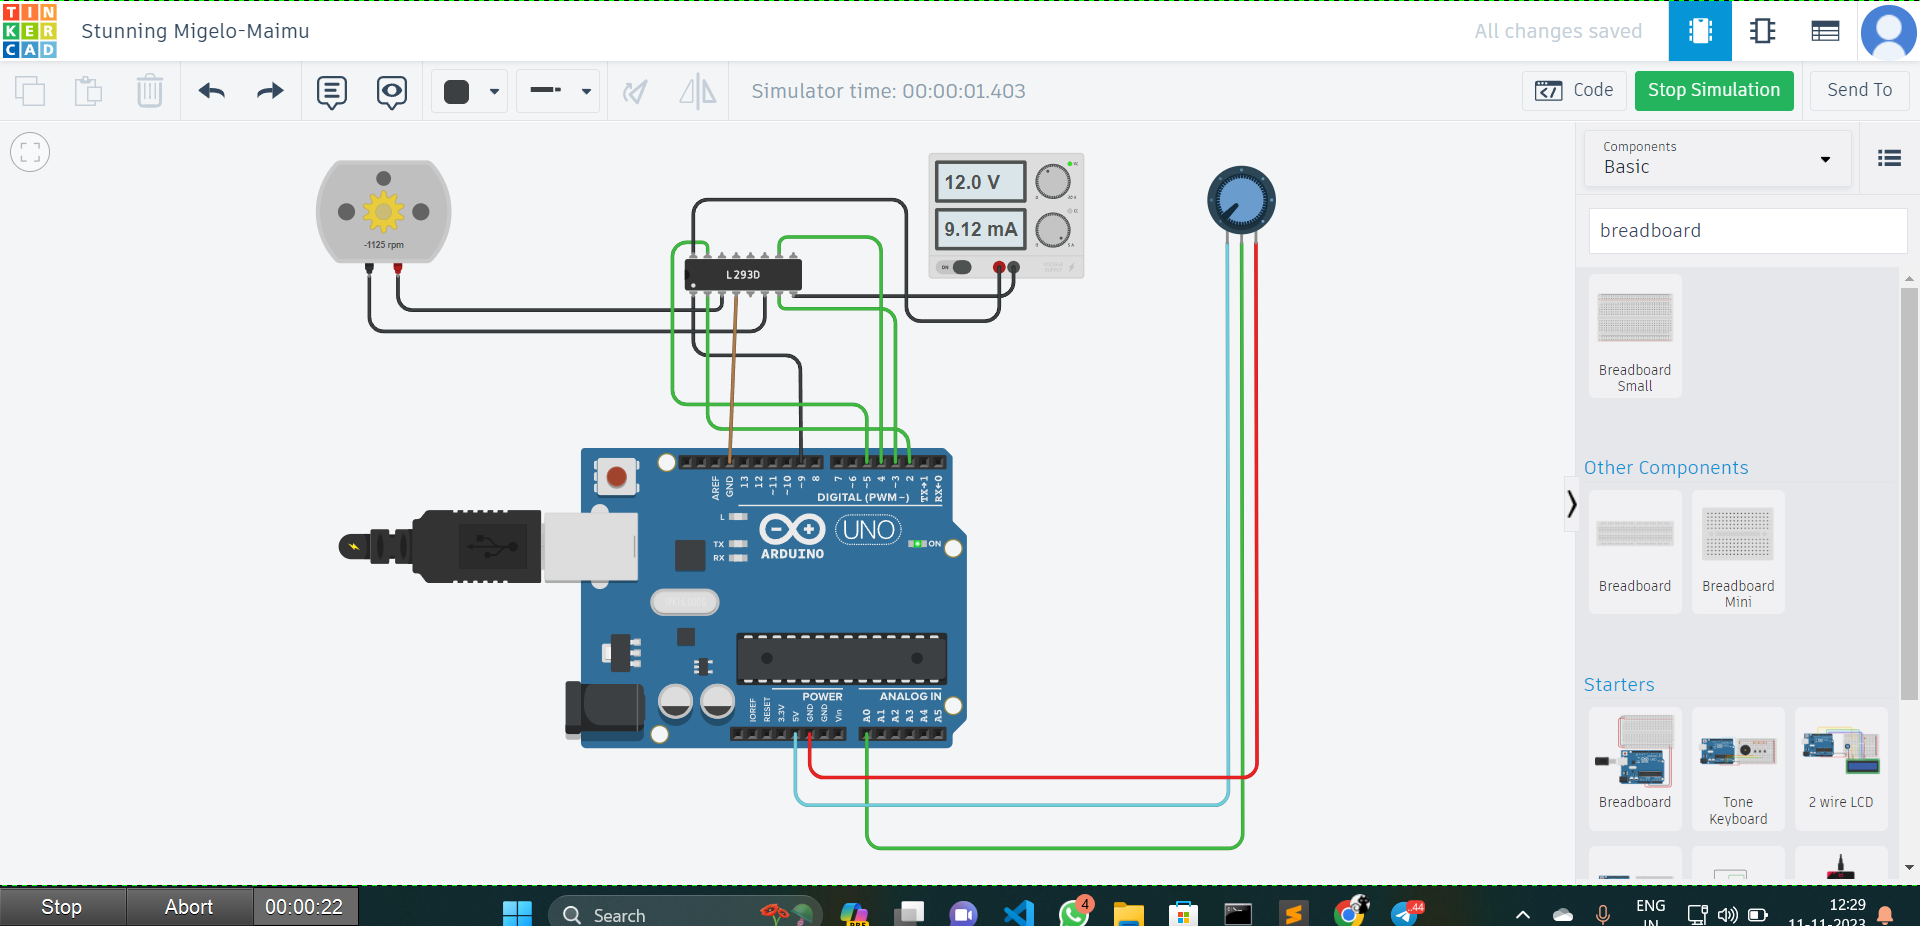 TIN
KER
CAD
Stunning Migelo-Maimu
All changes saved
Simulator time: 00:00:01.403
Code
Stop Simulation
Send To
Components
Basic
breadboard
Breadboard
Small
Other Components
Breadboard
Breadboard
Mini
Starters
Breadboard
Tone
Keyboard
2 wire LCD
-1125 rpm
12.0 V
9.12 mA
ON
L293D
AREF
GND
13
12
~11
~10
~9
8
7
~6
~5
4
~3
2
TX→1
RX←0
DIGITAL (PWM~)
L
TX
RX
ARDUINO
UNO
ON
POWER
ANALOG IN
IOREF
RESET
3.3V
5V
GND
GND
Vin
A0
A1
A2
A3
A4
A5
Stop
Abort
00:00:22
Search
PRE
4
.44
ENG
IN
12:29
11-11-2023